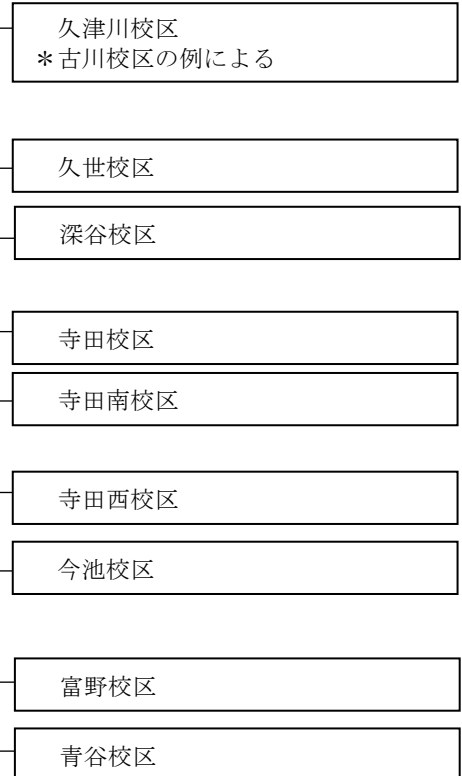 久津川校区
＊古川校区の例による
久世校区
深谷校区
寺田校区
寺田南校区
寺田西校区
今池校区
富野校区
青谷校区